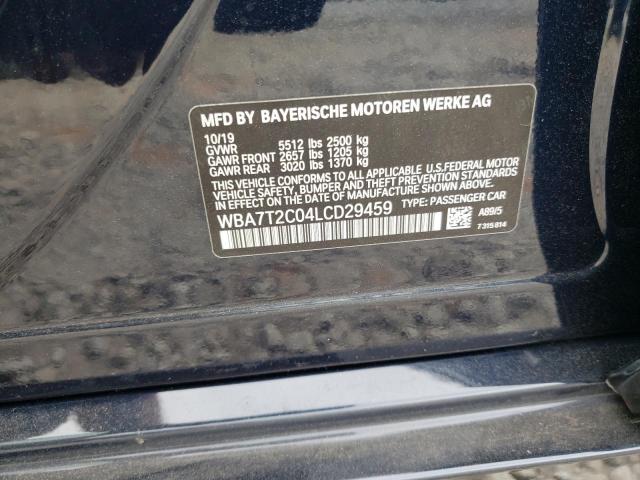 MFD BY BAYERISCHE MOTOREN WERKE AG
10/19
GVWR 5512 lbs 2500 kg
GAWR FRONT 2657 lbs 1205 kg
GAWR REAR 3020 lbs 1370 kg
THIS VEHICLE CONFORMS TO ALL APPLICABLE U.S.FEDERAL MOTOR
VEHICLE SAFETY, BUMPER AND THEFT PREVENTION STANDARDS
IN EFFECT ON THE DATE OF MANUFACTURE SHOWN ABOVE.
WBA7T2C04LCD29459 TYPE: PASSENGER CAR
A89/5
7315814